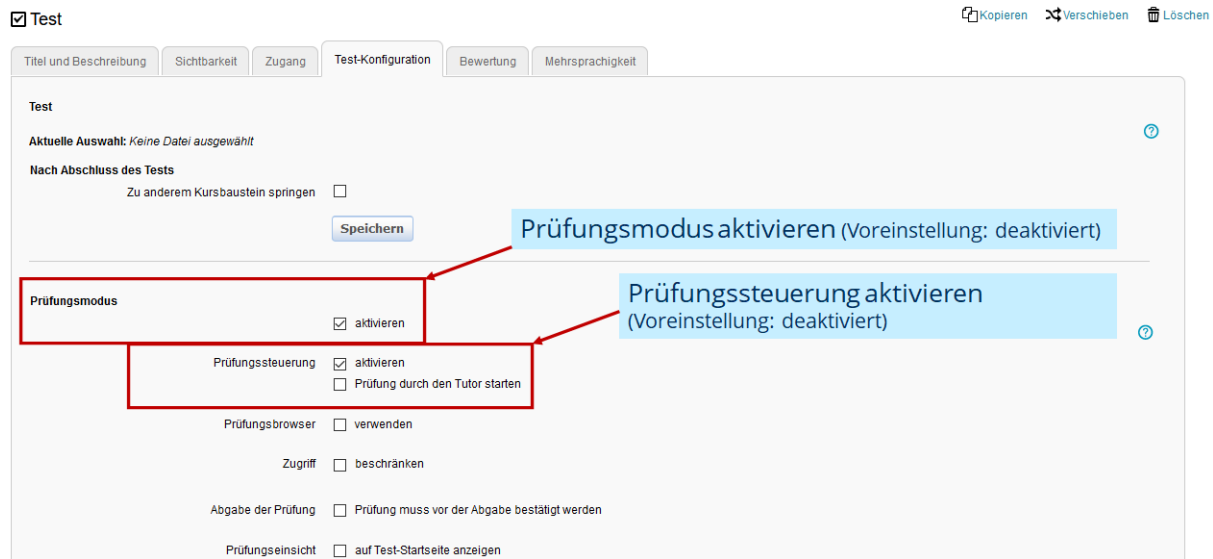 Test
Kopieren Verschieben Löschen
Titel und Beschreibung Sichtbarkeit Zugang Test-Konfiguration Bewertung Mehrsprachigkeit
Test
Aktuelle Auswahl: Keine Datei ausgewählt
Nach Abschluss des Tests
Zu anderem Kursbaustein springen
Speichern
Prüfungsmodus aktivieren (Voreinstellung: deaktiviert)
Prüfungssteuerung aktivieren
(Voreinstellung: deaktiviert)
Prüfungsmodus
aktivieren
Prüfungssteuerung aktivieren
Prüfung durch den Tutor starten
Prüfungsbrowser verwenden
Zugriff beschränken
Abgabe der Prüfung Prüfung muss vor der Abgabe bestätigt werden
Prüfungseinsicht auf Test-Startseite anzeigen